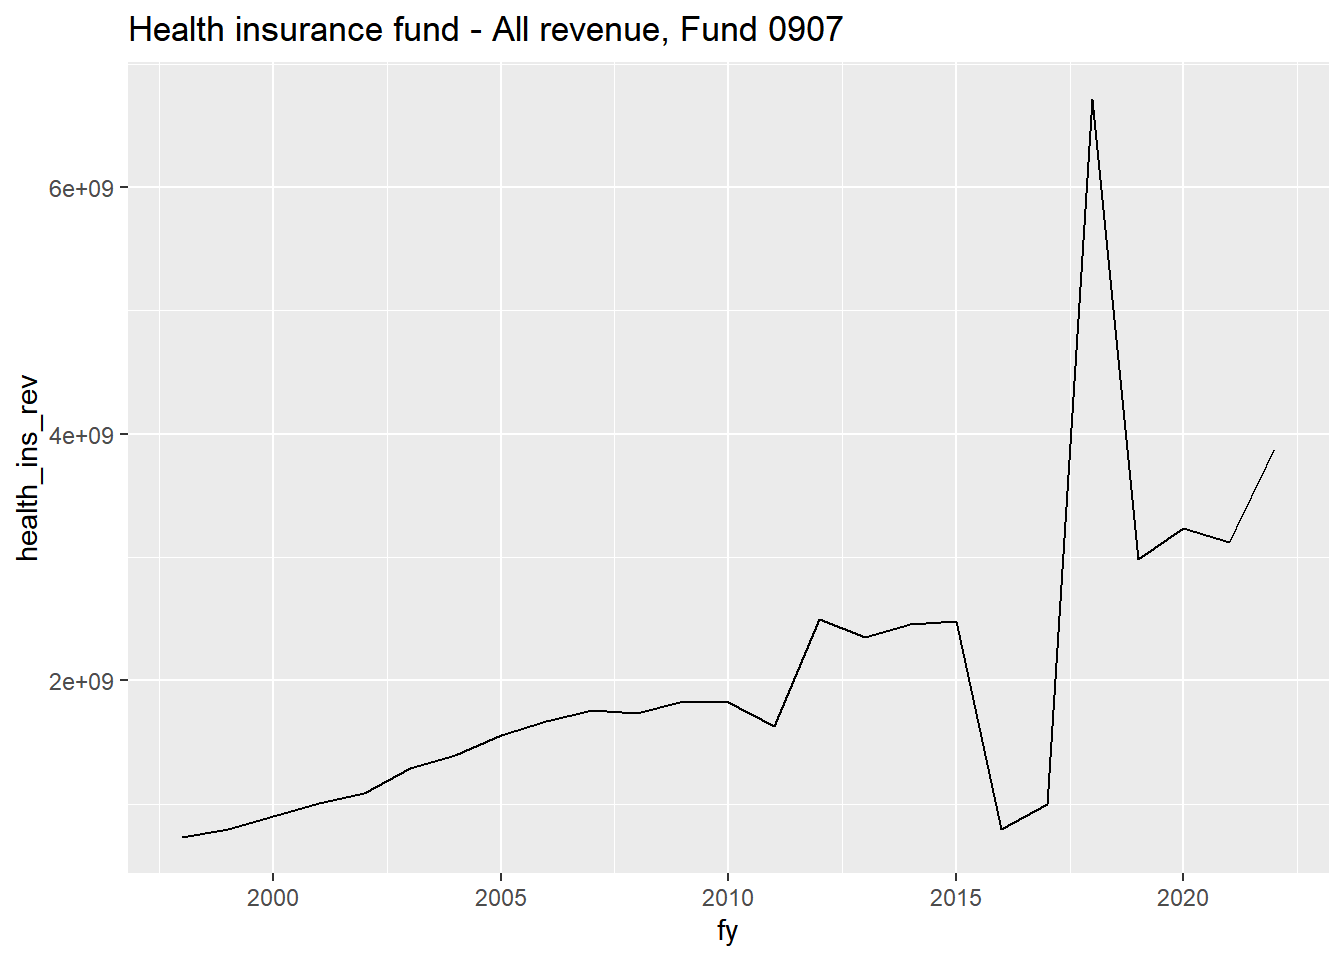 Health insurance fund - All revenue, Fund 0907
health_ins_rev
6e+09
4e+09
2e+09
2000 2005 2010 2015 2020
fy